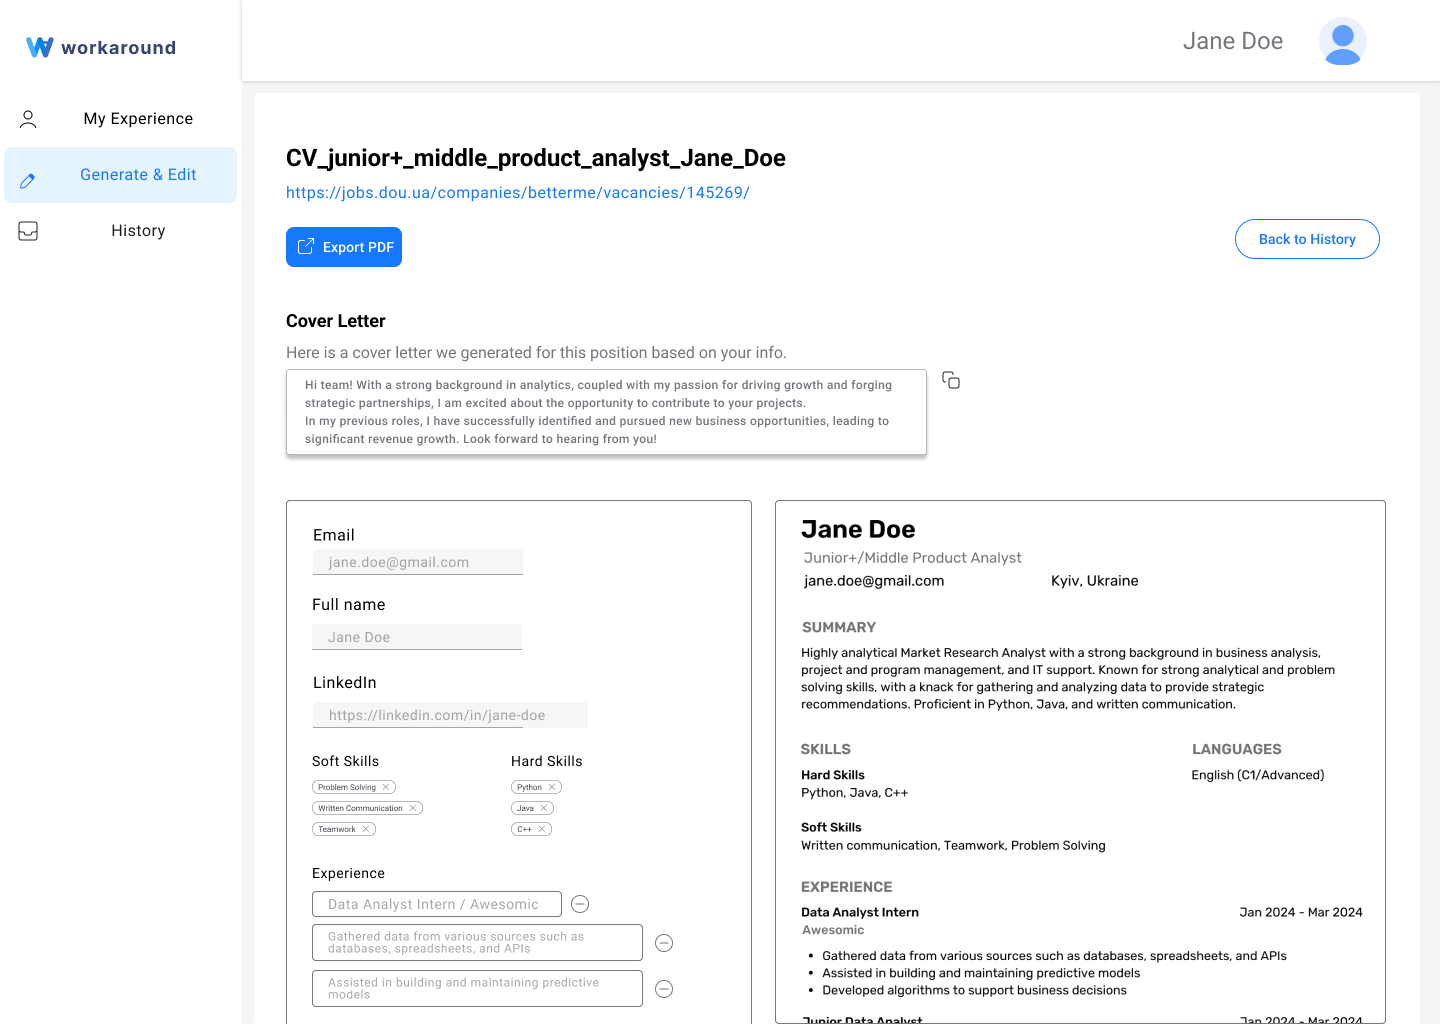 workaround
Jane Doe
My Experience
Generate & Edit
History
CV_junior+_middle_product_analyst_Jane_Doe
https://jobs.dou.ua/companies/betterme/vacancies/145269/
Export PDF
Back to History
Cover Letter
Here is a cover letter we generated for this position based on your info.
Hi team! With a strong background in analytics, coupled with my passion for driving growth and forging
strategic partnerships, I am excited about the opportunity to contribute to your projects.
In my previous roles, I have successfully identified and pursued new business opportunities, leading to
significant revenue growth. Look forward to hearing from you!
Email
jane.doe@gmail.com
Full name
Jane Doe
LinkedIn
https://linkedin.com/in/jane-doe
Soft Skills
Problem Solving
Written Communication
Teamwork
Hard Skills
Python
Java
C++
Experience
Data Analyst Intern / Awesomic
Gathered data from various sources such as
databases, spreadsheets, and APIs
Assisted in building and maintaining predictive
models
Jane Doe
Junior+/Middle Product Analyst
jane.doe@gmail.com Kyiv, Ukraine
SUMMARY
Highly analytical Market Research Analyst with a strong background in business analysis,
project and program management, and IT support. Known for strong analytical and problem
solving skills, with a knack for gathering and analyzing data to provide strategic
recommendations. Proficient in Python, Java, and written communication.
SKILLS
Hard Skills
Python, Java, C++
Soft Skills
Written communication, Teamwork, Problem Solving
LANGUAGES
English (C1/Advanced)
EXPERIENCE
Data Analyst Intern Jan 2024 - Mar 2024
Awesomic
• Gathered data from various sources such as databases, spreadsheets, and APIs
• Assisted in building and maintaining predictive models
• Developed algorithms to support business decisions
Junior Data Analyst Jan 2024 - Mar 2024